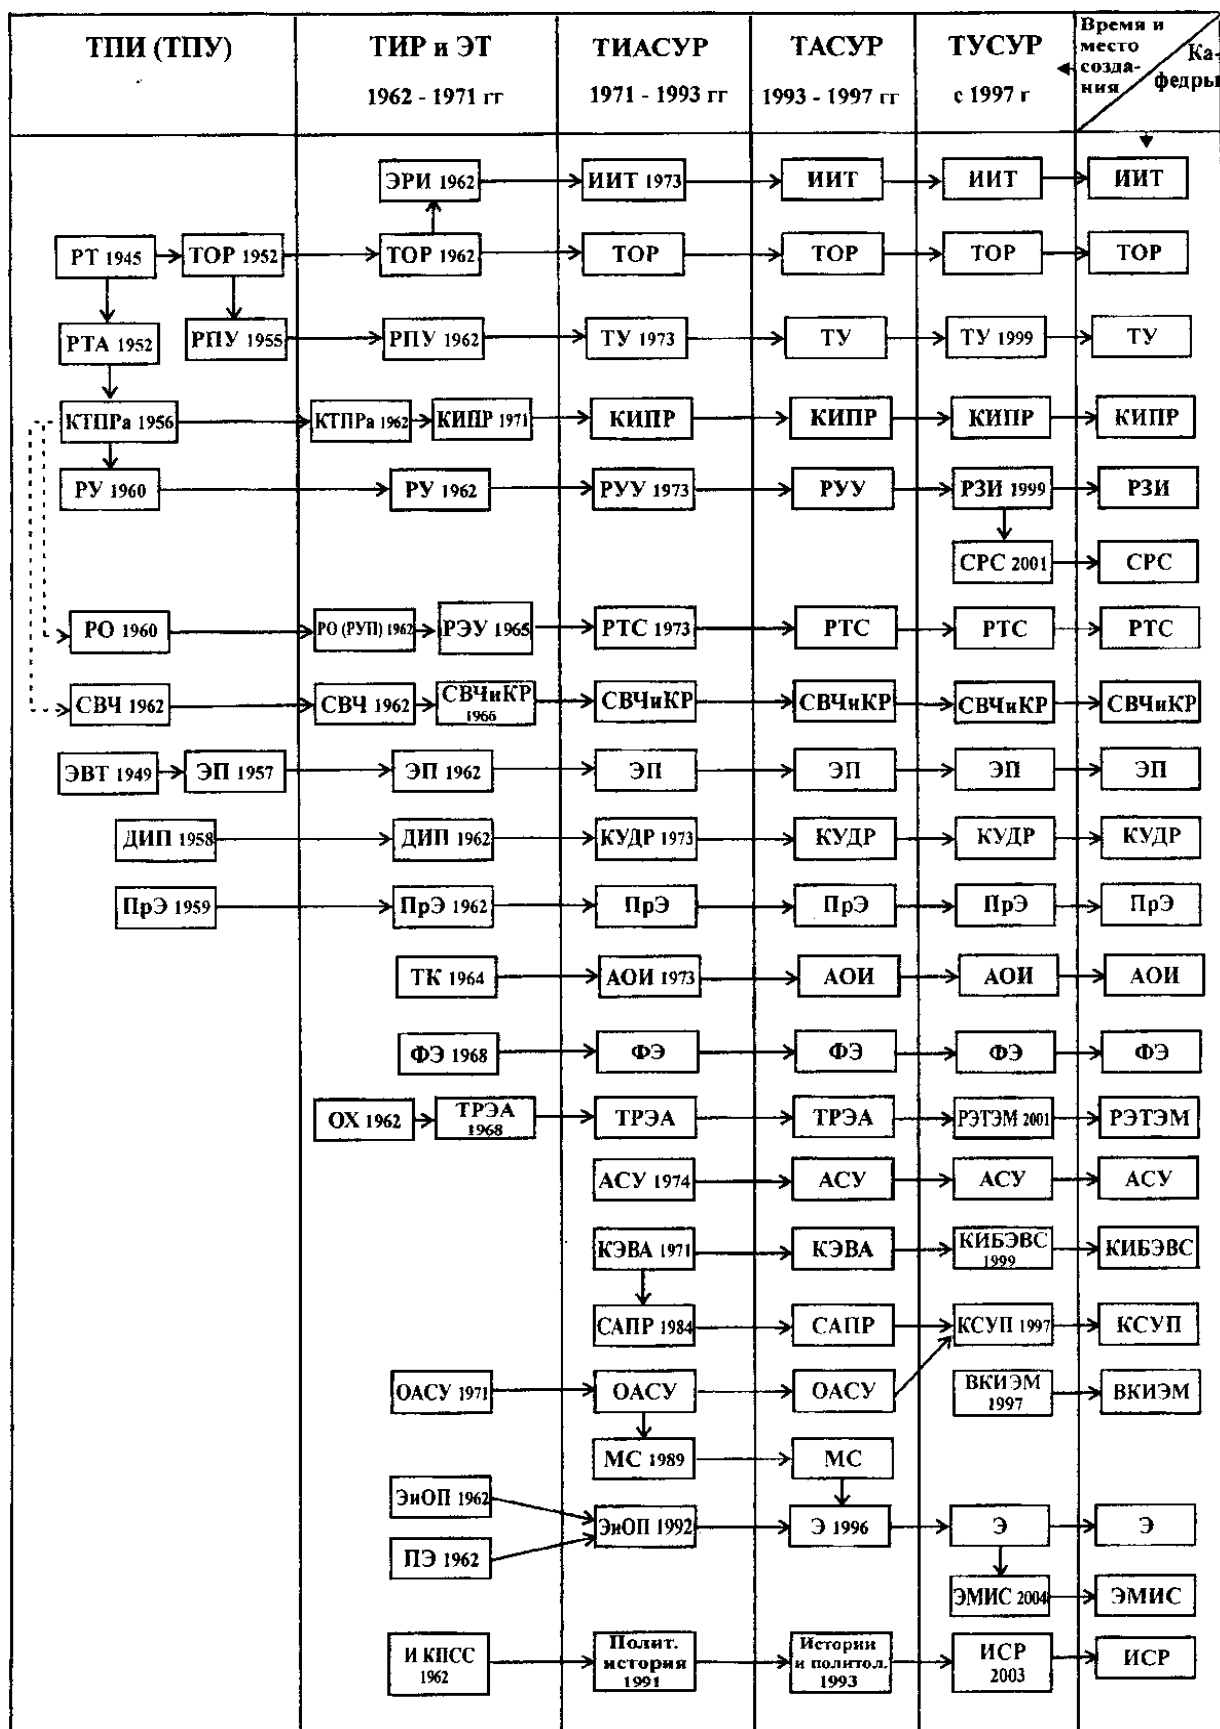 ТПИ (ТПУ)
ТИР и ЭТ
1962 - 1971 гг
ТИАСУР
1971 - 1993 гг
ТАСУР
1993 - 1997 гг
ТУСУР
с 1997 г
Время и
место
созда-
ния
Ка-
федры
ЭРИ 1962
ИИТ 1973
ИИТ
ИИТ
ИИТ
РТ 1945
ТОР 1952
ТОР 1962
ТОР
ТОР
ТОР
ТОР
РТА 1952
РПУ 1955
РПУ 1962
ТУ 1973
ТУ
ТУ 1999
ТУ
КТПРа 1956
КТПРа 1962
КИПР 1971
КИПР
КИПР
КИПР
КИПР
РУ 1960
РУ 1962
РУУ 1973
РУУ
РЗИ 1999
РЗИ
СРС 2001
СРС
РО 1960
РО (РУП) 1962
РЭУ 1965
РТС 1973
РТС
РТС
РТС
СВЧ 1962
СВЧ 1962
СВЧиКР
1966
СВЧиКР
СВЧиКР
СВЧиКР
СВЧиКР
ЭВТ 1949
ЭП 1957
ЭП 1962
ЭП
ЭП
ЭП
ЭП
ДИП 1958
ДИП 1962
КУДР 1973
КУДР
КУДР
КУДР
ПрЭ 1959
ПрЭ 1962
ПрЭ
ПрЭ
ПрЭ
ПрЭ
ТК 1964
АОИ 1973
АОИ
АОИ
АОИ
ФЭ 1968
ФЭ
ФЭ
ФЭ
ФЭ
ОХ 1962
ТРЭА
1968
ТРЭА
ТРЭА
РЭТЭМ 2001
РЭТЭМ
АСУ 1974
АСУ
АСУ
АСУ
КЭВА 1971
КЭВА
КИБЭВС
1999
КИБЭВС
САПР 1984
САПР
КСУП 1997
КСУП
ОАСУ 1971
ОАСУ
ОАСУ
ВКИЭМ
1997
ВКИЭМ
МС 1989
МС
ЭиОП 1962
ЭиОП 1992
Э 1996
Э
Э
ПЭ 1962
ЭМИС 2004
ЭМИС
И КПСС
1962
Полит.
история
1991
Истории
и политол.
1993
ИСР
2003
ИСР